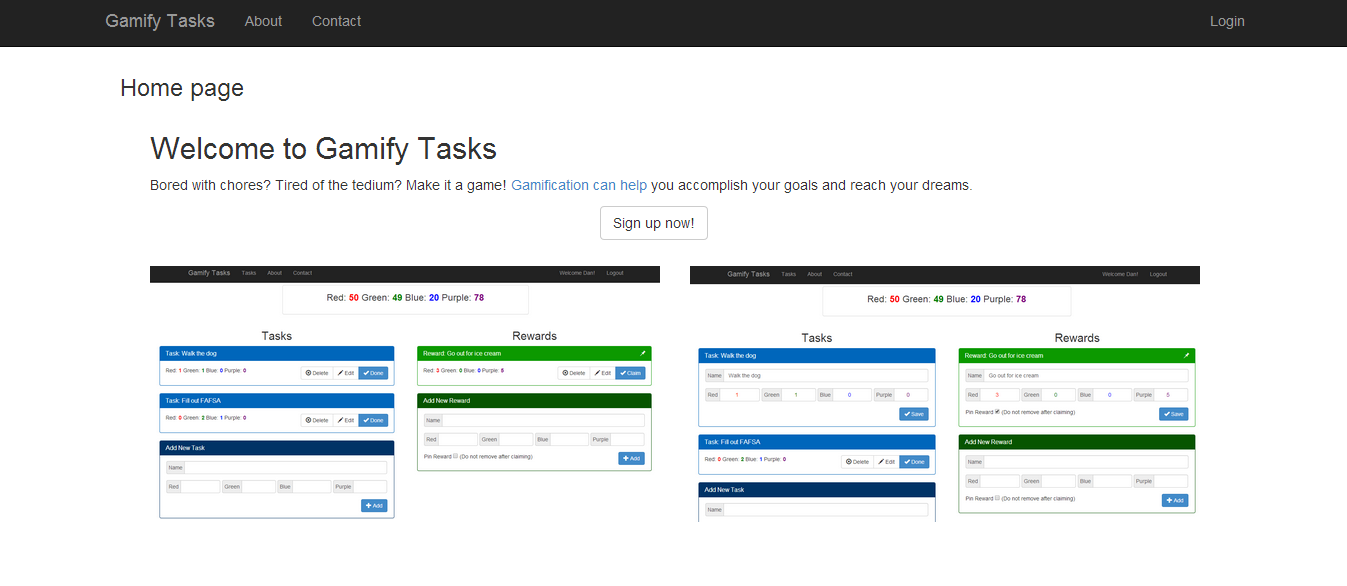 Gamify Tasks About Contact Login
Home page
Welcome to Gamify Tasks
Bored with chores? Tired of the tedium? Make it a game! Gamification can help you accomplish your goals and reach your dreams.
Sign up now!
Gamify Tasks Tasks About Contact Welcome Dan! Logout
Red: 50 Green: 49 Blue: 20 Purple: 78
Tasks
Task: Walk the dog
Red: 1 Green: 1 Blue: 0 Purple: 0 Delete Edit Done
Task: Fill out FAFSA
Red: 0 Green: 2 Blue: 1 Purple: 0 Delete Edit Done
Add New Task
Name
Red Green Blue Purple
Add
Rewards
Reward: Go out for ice cream
Red: 3 Green: 0 Blue: 0 Purple: 5 Delete Edit Claim
Add New Reward
Name
Red Green Blue Purple
Pin Reward (Do not remove after claiming) Add
Gamify Tasks Tasks About Contact Welcome Dan! Logout
Red: 50 Green: 49 Blue: 20 Purple: 78
Tasks
Task: Walk the dog
Name Walk the dog
Red 1 Green 1 Blue 0 Purple 0
Save
Task: Fill out FAFSA
Red: 0 Green: 2 Blue: 1 Purple: 0 Delete Edit Done
Add New Task
Name
Rewards
Reward: Go out for ice cream
Name Go out for ice cream
Red 3 Green 0 Blue 0 Purple 5
Pin Reward (Do not remove after claiming) Save
Add New Reward
Name
Red Green Blue Purple
Pin Reward (Do not remove after claiming) Add